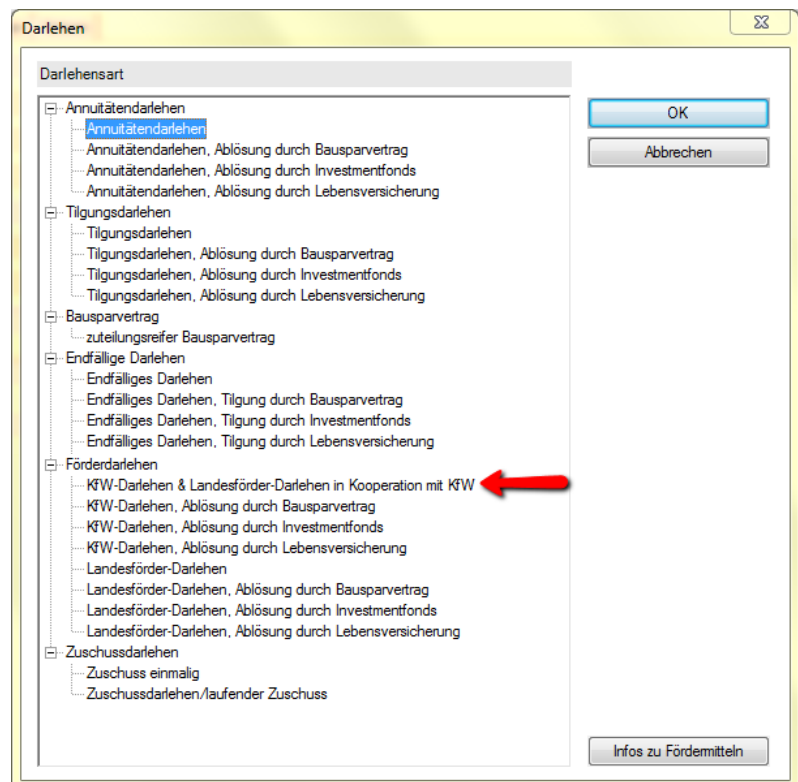 Darlehen
Darlehensart
Annuitätendarlehen
Annuitätendarlehen
Annuitätendarlehen, Ablösung durch Bausparvertrag
Annuitätendarlehen, Ablösung durch Investmentfonds
Annuitätendarlehen, Ablösung durch Lebensversicherung
Tilgungsdarlehen
Tilgungsdarlehen
Tilgungsdarlehen, Ablösung durch Bausparvertrag
Tilgungsdarlehen, Ablösung durch Investmentfonds
Tilgungsdarlehen, Ablösung durch Lebensversicherung
Bausparvertrag
zuteilungsreifer Bausparvertrag
Endfällige Darlehen
Endfälliges Darlehen
Endfälliges Darlehen, Tilgung durch Bausparvertrag
Endfälliges Darlehen, Tilgung durch Investmentfonds
Endfälliges Darlehen, Tilgung durch Lebensversicherung
Förderdarlehen
KfW-Darlehen & Landesförder-Darlehen in Kooperation mit KfW
KfW-Darlehen, Ablösung durch Bausparvertrag
KfW-Darlehen, Ablösung durch Investmentfonds
KfW-Darlehen, Ablösung durch Lebensversicherung
Landesförder-Darlehen
Landesförder-Darlehen, Ablösung durch Bausparvertrag
Landesförder-Darlehen, Ablösung durch Investmentfonds
Landesförder-Darlehen, Ablösung durch Lebensversicherung
Zuschussdarlehen
Zuschuss einmalig
Zuschussdarlehen/laufender Zuschuss
OK
Abbrechen
Infos zu Fördermitteln